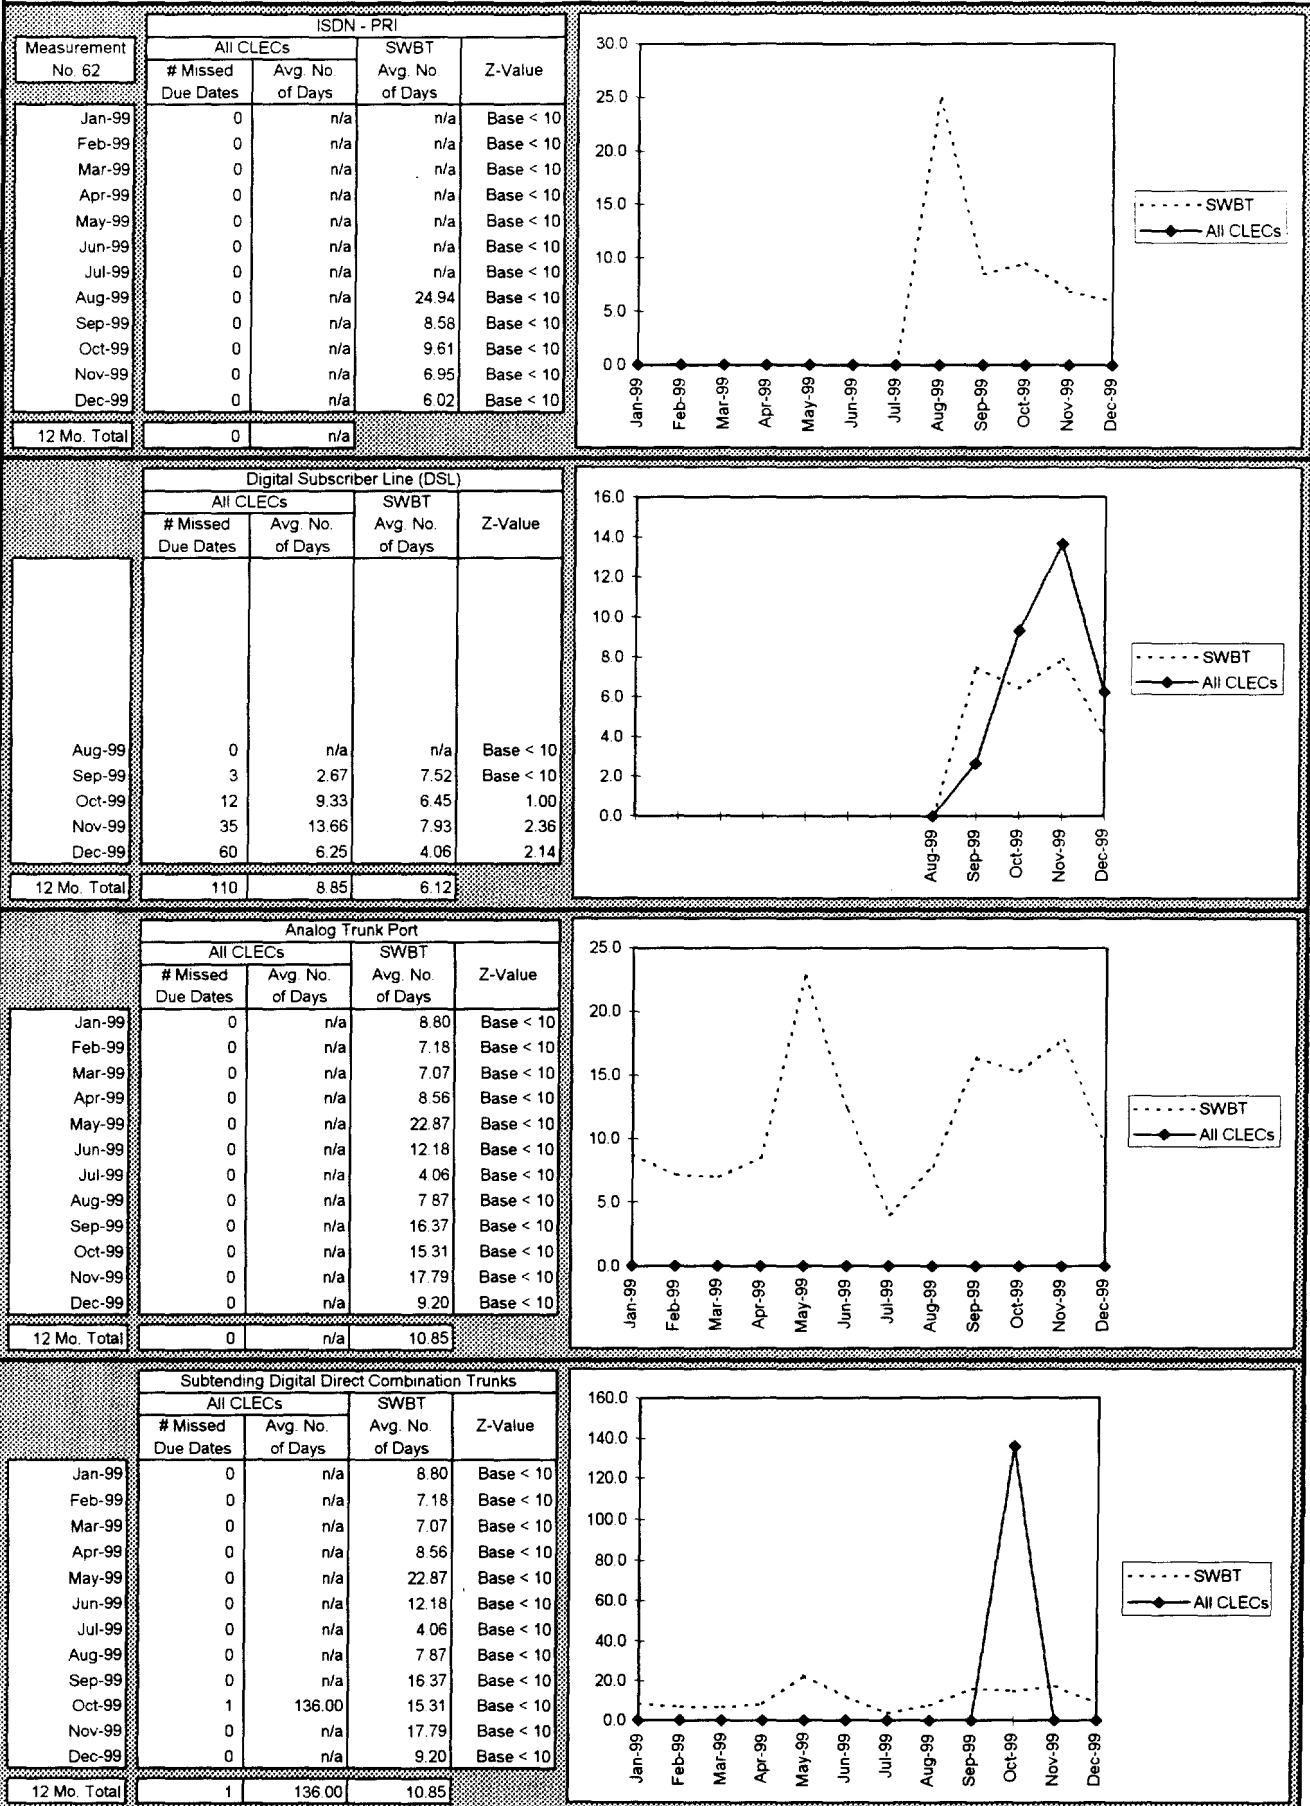 ISDN - PRI
Measurement No. 62
All CLECs SWBT
# Missed Due Dates Avg. No. of Days Avg. No. of Days Z-Value
Jan-99 0 n/a n/a Base < 10
Feb-99 0 n/a n/a Base < 10
Mar-99 0 n/a n/a Base < 10
Apr-99 0 n/a n/a Base < 10
May-99 0 n/a n/a Base < 10
Jun-99 0 n/a n/a Base < 10
Jul-99 0 n/a n/a Base < 10
Aug-99 0 n/a 24.94 Base < 10
Sep-99 0 n/a 8.58 Base < 10
Oct-99 0 n/a 9.61 Base < 10
Nov-99 0 n/a 6.95 Base < 10
Dec-99 0 n/a 6.02 Base < 10
12 Mo. Total 0 n/a
30.0
25.0
20.0
15.0
10.0
5.0
0.0
Jan-99 Feb-99 Mar-99 Apr-99 May-99 Jun-99 Jul-99 Aug-99 Sep-99 Oct-99 Nov-99 Dec-99
SWBT
All CLECs
Digital Subscriber Line (DSL)
All CLECs SWBT
# Missed Due Dates Avg. No. of Days Avg. No. of Days Z-Value
Aug-99 0 n/a n/a Base < 10
Sep-99 3 2.67 7.52 Base < 10
Oct-99 12 9.33 6.45 1.00
Nov-99 35 13.66 7.93 2.36
Dec-99 60 6.25 4.06 2.14
12 Mo. Total 110 8.85 6.12
16.0
14.0
12.0
10.0
8.0
6.0
4.0
2.0
0.0
Aug-99 Sep-99 Oct-99 Nov-99 Dec-99
SWBT
All CLECs
Analog Trunk Port
All CLECs SWBT
# Missed Due Dates Avg. No. of Days Avg. No. of Days Z-Value
Jan-99 0 n/a 8.80 Base < 10
Feb-99 0 n/a 7.18 Base < 10
Mar-99 0 n/a 7.07 Base < 10
Apr-99 0 n/a 8.56 Base < 10
May-99 0 n/a 22.87 Base < 10
Jun-99 0 n/a 12.18 Base < 10
Jul-99 0 n/a 4.06 Base < 10
Aug-99 0 n/a 7.87 Base < 10
Sep-99 0 n/a 16.37 Base < 10
Oct-99 0 n/a 15.31 Base < 10
Nov-99 0 n/a 17.79 Base < 10
Dec-99 0 n/a 9.20 Base < 10
12 Mo. Total 0 n/a 10.85
25.0
20.0
15.0
10.0
5.0
0.0
Jan-99 Feb-99 Mar-99 Apr-99 May-99 Jun-99 Jul-99 Aug-99 Sep-99 Oct-99 Nov-99 Dec-99
SWBT
All CLECs
Subtending Digital Direct Combination Trunks
All CLECs SWBT
# Missed Due Dates Avg. No. of Days Avg. No. of Days Z-Value
Jan-99 0 n/a 8.80 Base < 10
Feb-99 0 n/a 7.18 Base < 10
Mar-99 0 n/a 7.07 Base < 10
Apr-99 0 n/a 8.56 Base < 10
May-99 0 n/a 22.87 Base < 10
Jun-99 0 n/a 12.18 Base < 10
Jul-99 0 n/a 4.06 Base < 10
Aug-99 0 n/a 7.87 Base < 10
Sep-99 0 n/a 16.37 Base < 10
Oct-99 1 136.00 15.31 Base < 10
Nov-99 0 n/a 17.79 Base < 10
Dec-99 0 n/a 9.20 Base < 10
12 Mo. Total 1 136.00 10.85
160.0
140.0
120.0
100.0
80.0
60.0
40.0
20.0
0.0
Jan-99 Feb-99 Mar-99 Apr-99 May-99 Jun-99 Jul-99 Aug-99 Sep-99 Oct-99 Nov-99 Dec-99
SWBT
All CLECs